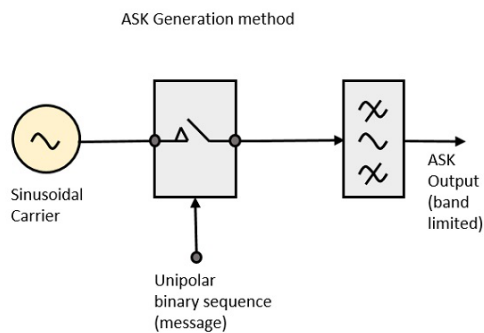 ASK Generation method
Sinusoidal
Carrier
ASK
Output
(band
limited)
Unipolar
binary sequence
(message)